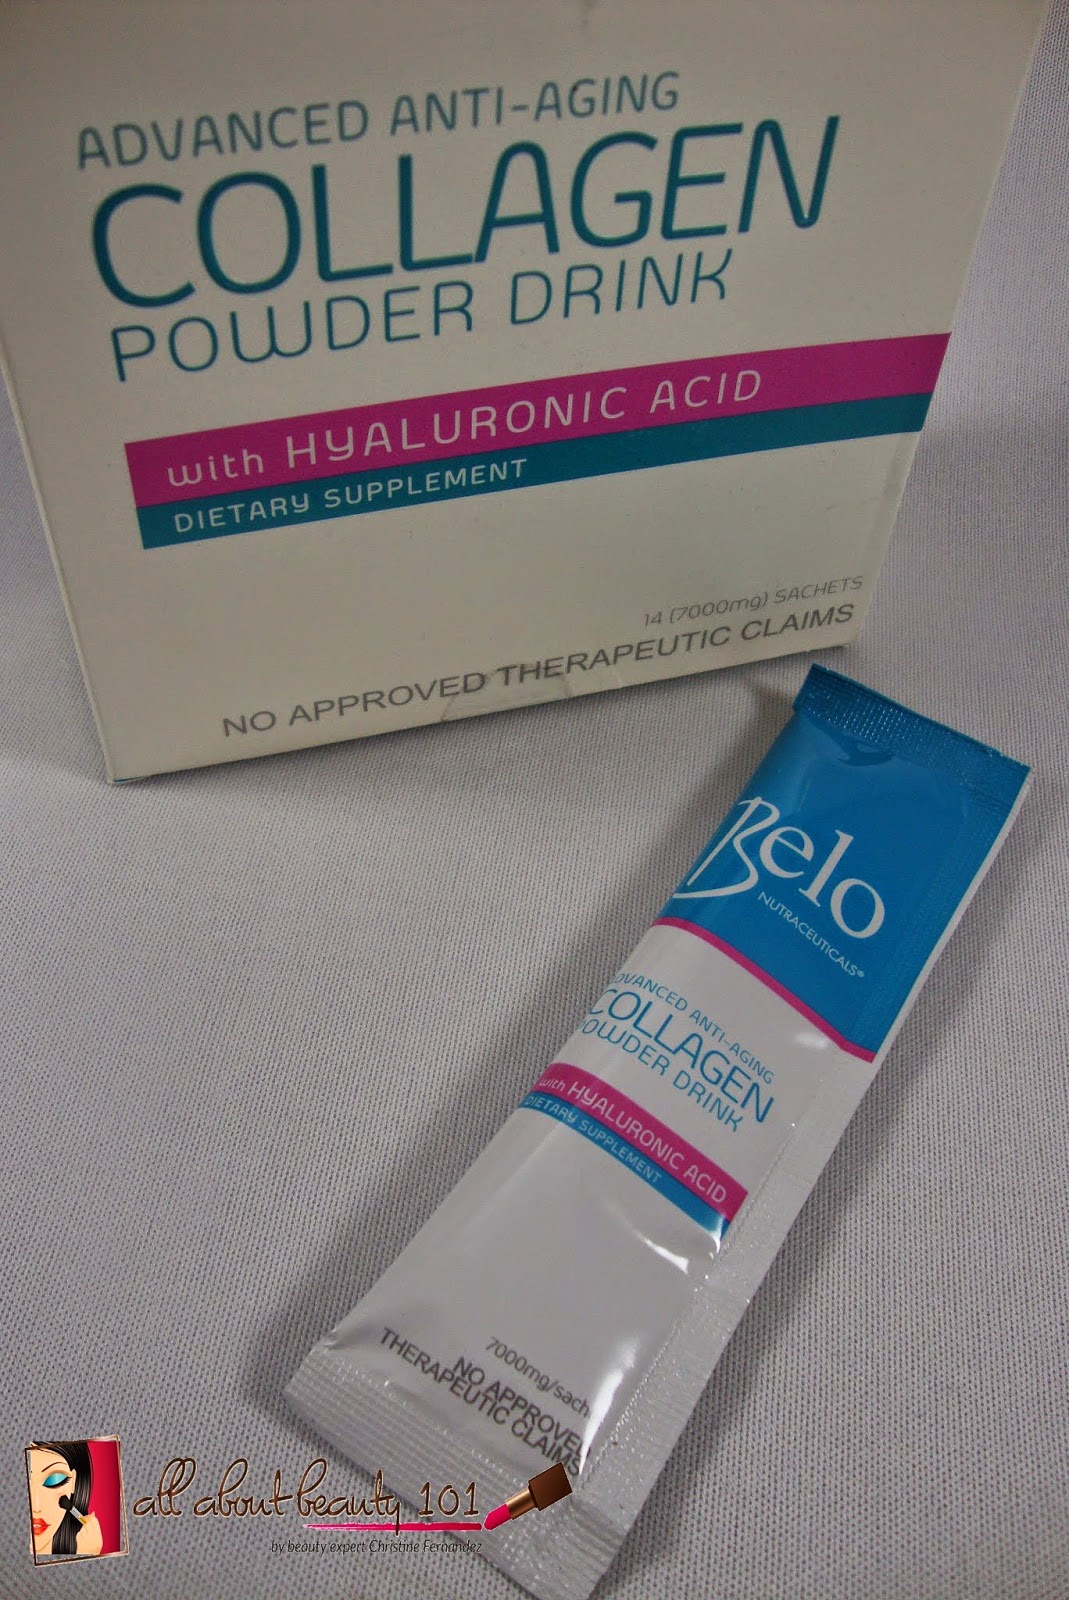 ADVANCED ANTI-AGING
COLLAGEN
POWDER DRINK
with HYALURONIC ACID
DIETARY SUPPLEMENT
14 (7000mg) SACHETS
NO APPROVED THERAPEUTIC CLAIMS
Belo
NUTRACEUTICALS®
ADVANCED ANTI-AGING
COLLAGEN
POWDER DRINK
with HYALURONIC ACID
DIETARY SUPPLEMENT
7000mg/sach
NO APPROVED
THERAPEUTIC CLAIMS
all about beauty 101
by beauty expert Christine Fernandez